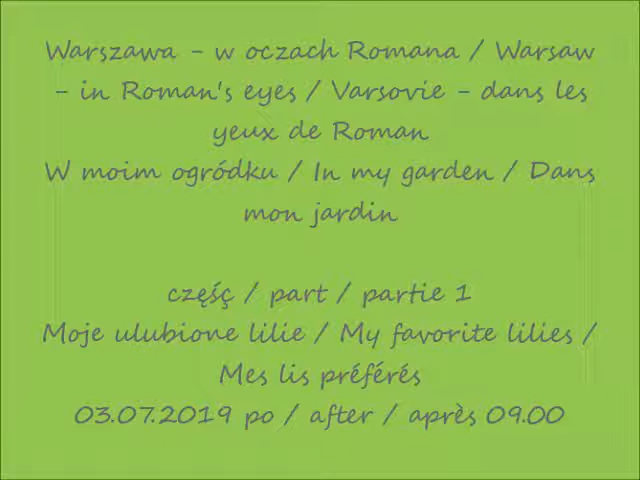 Warszawa - w oczach Romana / Warsaw
- in Roman's eyes / Varsovie - dans les
yeux de Roman
W moim ogródku / In my garden / Dans
mon jardin
część / part / partie 1
Moje ulubione lilie / My favorite lilies /
Mes lis préférés
03.07.2019 po / after / après 09.00